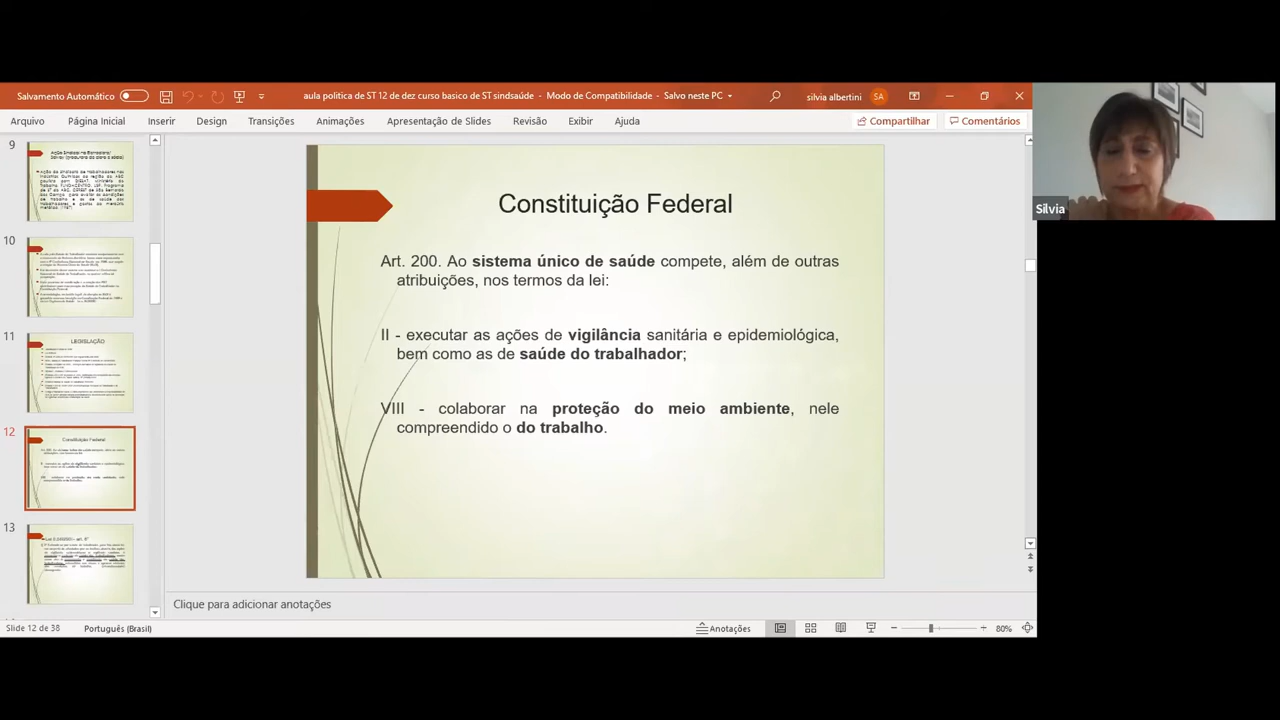 Salvamento Automático
aula politica de ST 12 de dez curso basico de ST sindsaúde - Modo de Compatibilidade - Salvo neste PC
silvia albertini
SA
Arquivo Página Inicial Inserir Design Transições Animações Apresentação de Slides Revisão Exibir Ajuda
Compartilhar
Comentários
Silvia
9
10
11
LEGISLAÇÃO
12
Constituição Federal
13
Constituição Federal
Art. 200. Ao sistema único de saúde compete, além de outras
atribuições, nos termos da lei:
II - executar as ações de vigilância sanitária e epidemiológica,
bem como as de saúde do trabalhador;
VIII - colaborar na proteção do meio ambiente, nele
compreendido o do trabalho.
Clique para adicionar anotações
Slide 12 de 38
Português (Brasil)
Anotações
80%